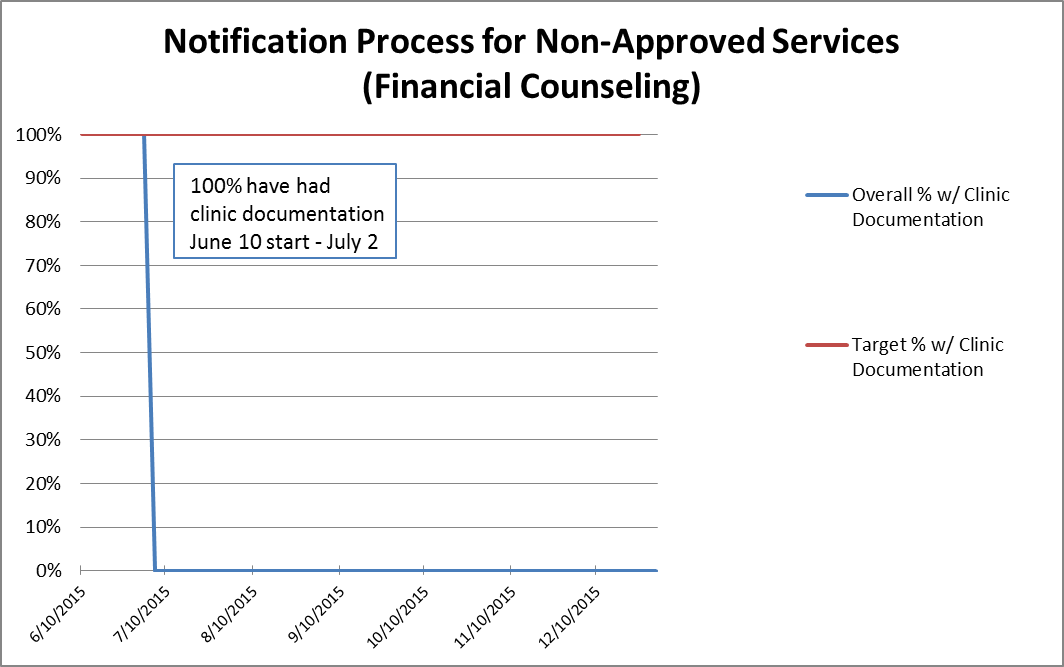 Notification Process for Non-Approved Services
(Financial Counseling)
100%
90%
80%
70%
60%
50%
40%
30%
20%
10%
0%
100% have had
clinic documentation
June 10 start - July 2
Overall % w/ Clinic
Documentation
Target % w/ Clinic
Documentation
6/10/2015
7/10/2015
8/10/2015
9/10/2015
10/10/2015
11/10/2015
12/10/2015